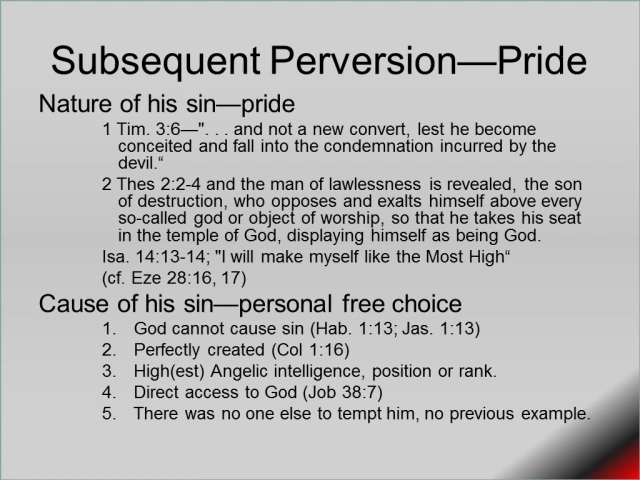 Subsequent Perversion—Pride
Nature of his sin—pride
1 Tim. 3:6—". . . and not a new convert, lest he become
conceited and fall into the condemnation incurred by the
devil.“
2 Thes 2:2-4 and the man of lawlessness is revealed, the son
of destruction, who opposes and exalts himself above every
so-called god or object of worship, so that he takes his seat
in the temple of God, displaying himself as being God.
Isa. 14:13-14; "I will make myself like the Most High“
(cf. Eze 28:16, 17)
Cause of his sin—personal free choice
1. God cannot cause sin (Hab. 1:13; Jas. 1:13)
2. Perfectly created (Col 1:16)
3. High(est) Angelic intelligence, position or rank.
4. Direct access to God (Job 38:7)
5. There was no one else to tempt him, no previous example.